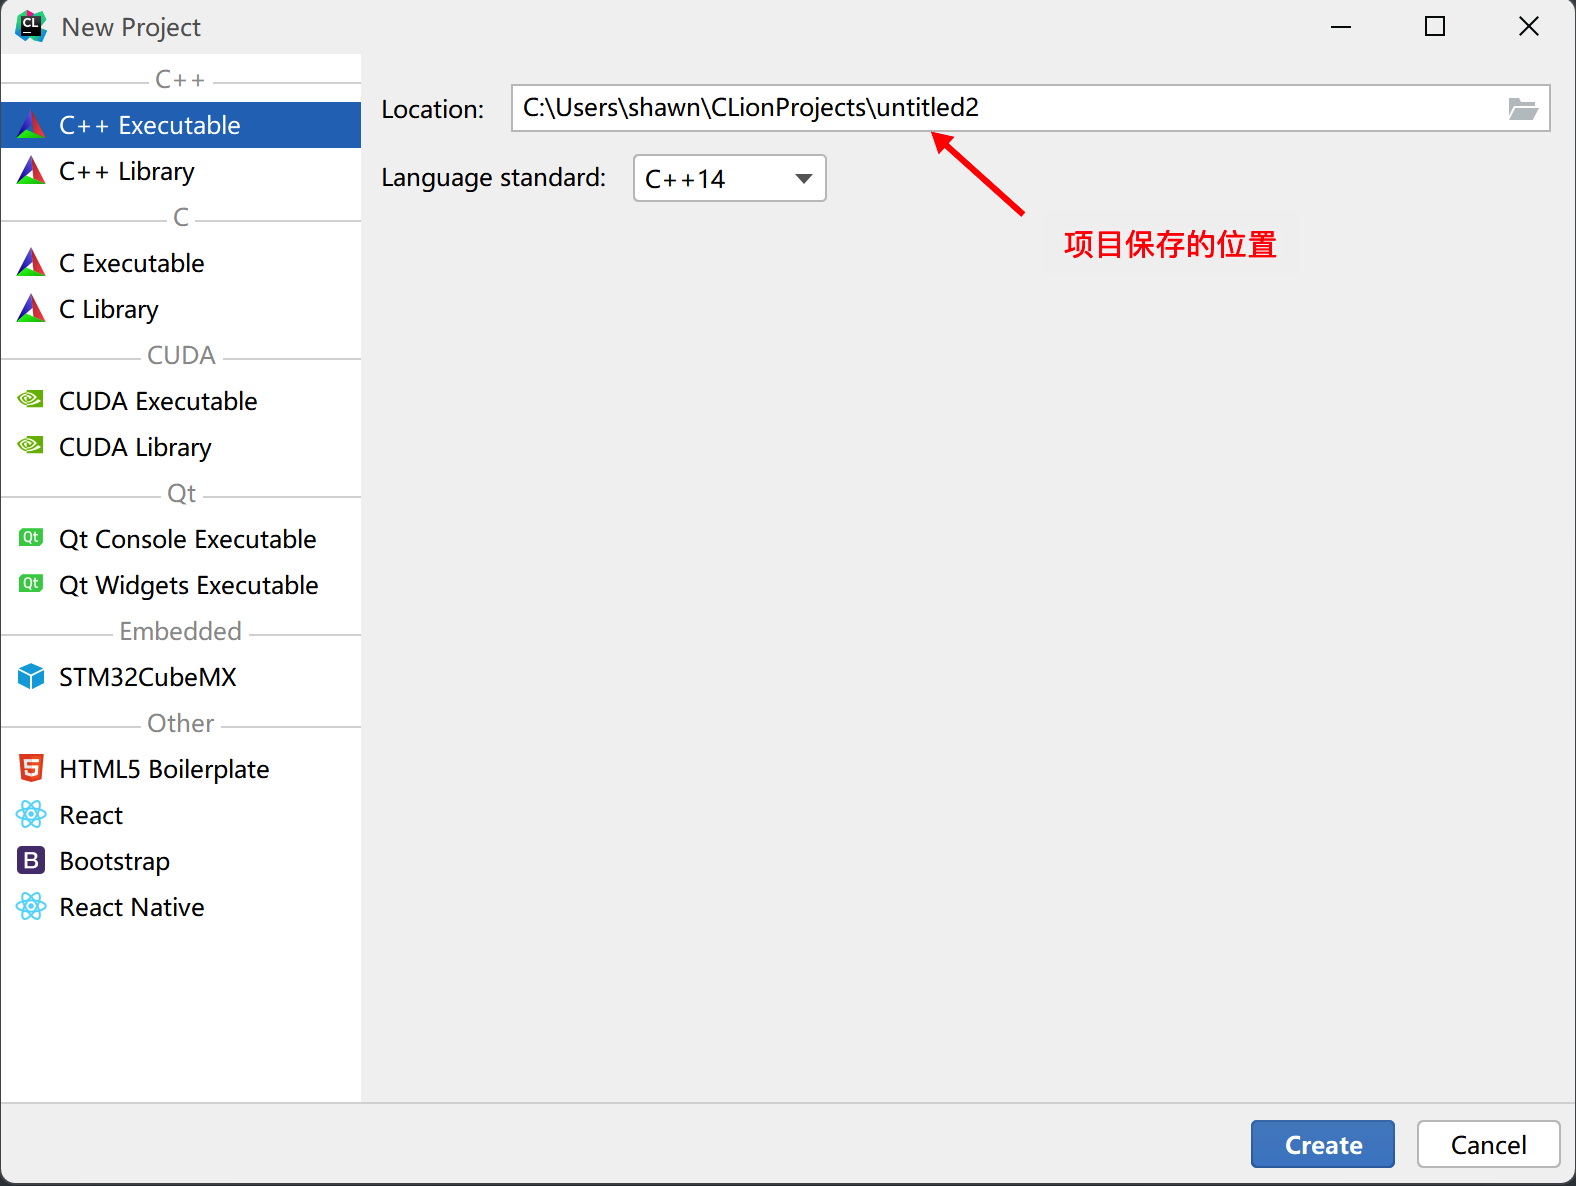 CL New Project
C++
C++ Executable
C++ Library
C
C Executable
C Library
CUDA
CUDA Executable
CUDA Library
Qt
Qt Qt Console Executable
Qt Qt Widgets Executable
Embedded
STM32CubeMX
Other
5 HTML5 Boilerplate
React
B Bootstrap
React Native
Location: C:\Users\shawn\CLionProjects\untitled2
Language standard: C++14
项目保存的位置
Create Cancel